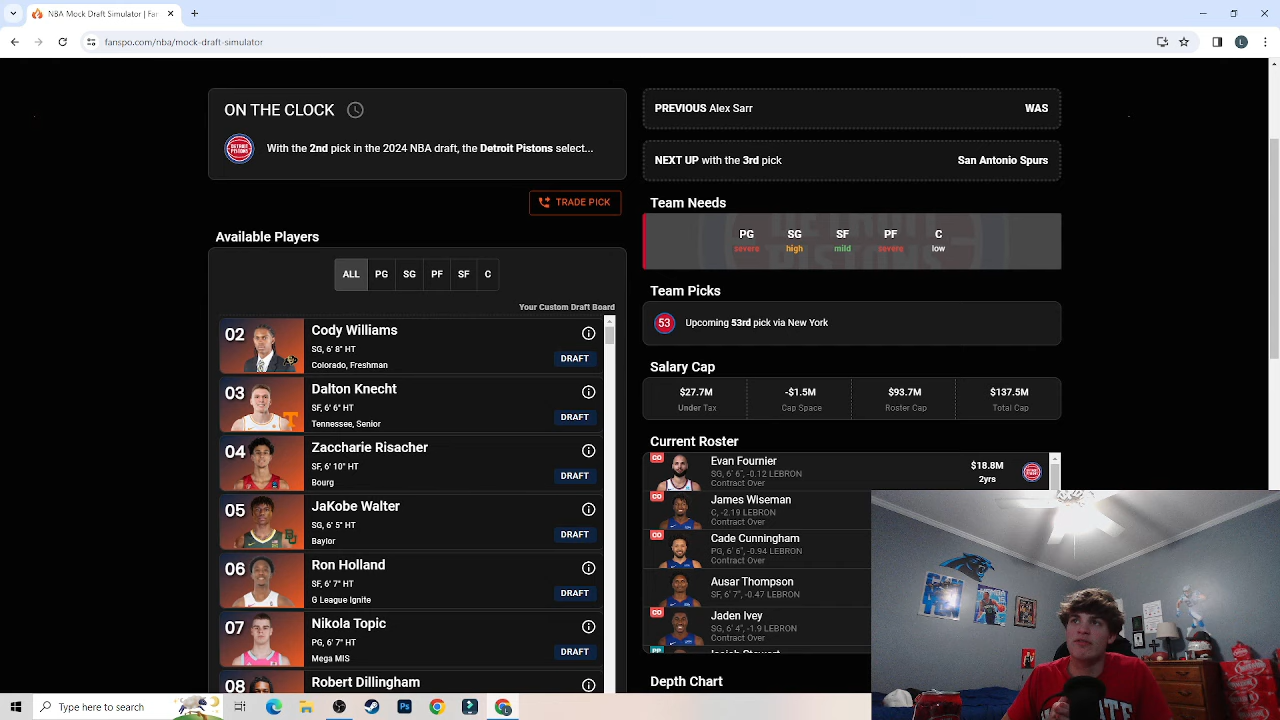 NBA Mock Draft Simulator | Fan
fanspo.com/nba/mock-draft-simulator
L
ON THE CLOCK
With the 2nd pick in the 2024 NBA draft, the Detroit Pistons select...
TRADE PICK
Available Players
ALL PG SG PF SF C
Your Custom Draft Board
02 Cody Williams
SG, 6' 8" HT
Colorado, Freshman
DRAFT
03 Dalton Knecht
SF, 6' 6" HT
Tennessee, Senior
DRAFT
04 Zaccharie Risacher
SF, 6' 10" HT
Bourg
DRAFT
05 JaKobe Walter
SG, 6' 5" HT
Baylor
DRAFT
06 Ron Holland
SF, 6' 7" HT
G League Ignite
DRAFT
07 Nikola Topic
PG, 6' 7" HT
Mega MIS
DRAFT
08 Robert Dillingham
PREVIOUS Alex Sarr WAS
NEXT UP with the 3rd pick San Antonio Spurs
Team Needs
PG SG SF PF C
severe high mild severe low
Team Picks
53 Upcoming 53rd pick via New York
Salary Cap
$27.7M -$1.5M $93.7M $137.5M
Under Tax Cap Space Roster Cap Total Cap
Current Roster
CO Evan Fournier
SG, 6' 6", -0.12 LEBRON
Contract Over
$18.8M
2yrs
CO James Wiseman
C, -2.19 LEBRON
Contract Over
CO Cade Cunningham
PG, 6' 6", -0.94 LEBRON
Contract Over
Ausar Thompson
SF, 6' 7", -0.47 LEBRON
CO Jaden Ivey
SG, 6' 4", -1.9 LEBRON
Contract Over
Isaiah Stewart
Depth Chart
Type here to search